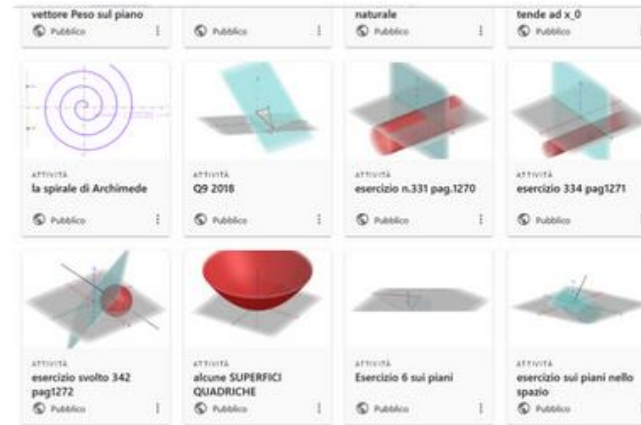 vettore Peso sul piano
naturale
tende ad x_0
Pubblico
Pubblico
Pubblico
Pubblico
ATTIVITÀ
ATTIVITÀ
ATTIVITÀ
ATTIVITÀ
la spirale di Archimede
Q9 2018
esercizio n.331 pag.1270
esercizio 334 pag1271
Pubblico
Pubblico
Pubblico
Pubblico
ATTIVITÀ
ATTIVITÀ
ATTIVITÀ
ATTIVITÀ
esercizio svolto 342
pag1272
alcune SUPERFICI
QUADRICHE
Esercizio 6 sui piani
esercizio sui piani nello
spazio
Pubblico
Pubblico
Pubblico
Pubblico